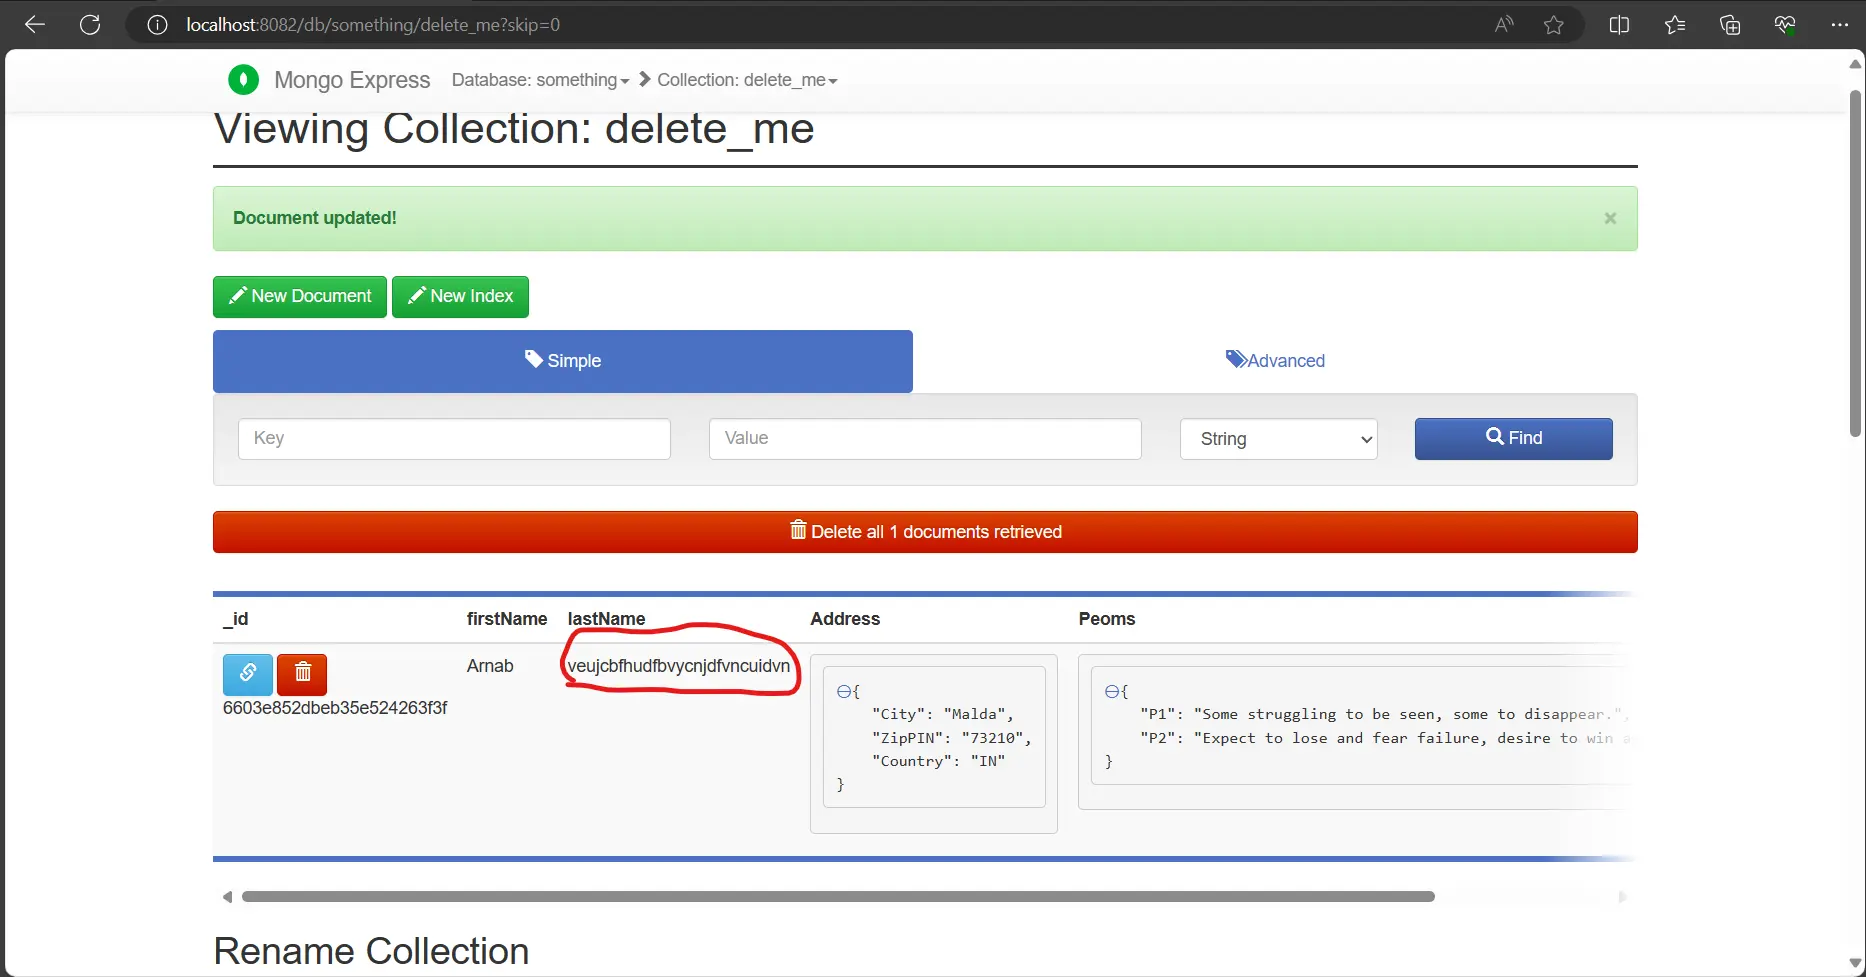 localhost:8082/db/something/delete_me?skip=0
Mongo Express Database: something Collection: delete_me
Viewing Collection: delete_me
Document updated!
×
New Document New Index
Simple Advanced
Key Value String Find
Delete all 1 documents retrieved
_id firstName lastName Address Peoms
Arnab veujcbfhudfbvycnjdfvncuidvn
6603e852dbeb35e524263f3f
{
"City": "Malda",
"ZipPIN": "73210",
"Country": "IN"
}
{
"P1": "Some struggling to be seen, some to disappear.",
"P2": "Expect to lose and fear failure, desire to win a
}
Rename Collection